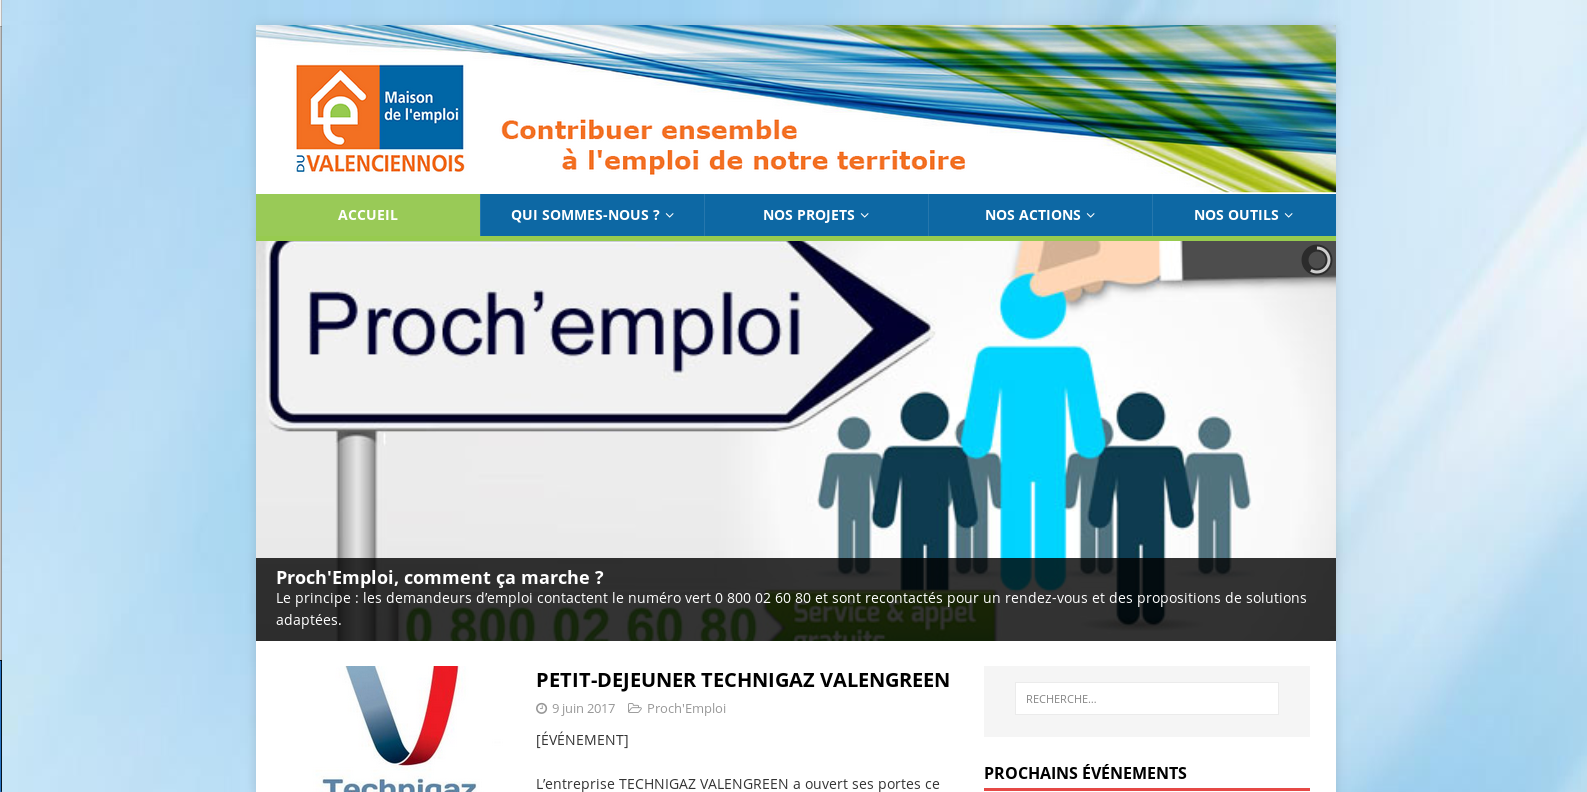 Maison
de l'emploi
DU VALENCIENNOIS
Contribuer ensemble
à l'emploi de notre territoire
ACCUEIL
QUI SOMMES-NOUS ?
NOS PROJETS
NOS ACTIONS
NOS OUTILS
Proch'emploi
Proch'Emploi, comment ça marche ?
Le principe : les demandeurs d’emploi contactent le numéro vert 0 800 02 60 80 et sont recontactés pour un rendez-vous et des propositions de solutions
adaptées.
0 800 02 60 80
Service & appel
gratuits
Technigaz
PETIT-DEJEUNER TECHNIGAZ VALENGREEN
9 juin 2017 Proch'Emploi
[ÉVÉNEMENT]
L’entreprise TECHNIGAZ VALENGREEN a ouvert ses portes ce
RECHERCHE...
PROCHAINS ÉVÉNEMENTS